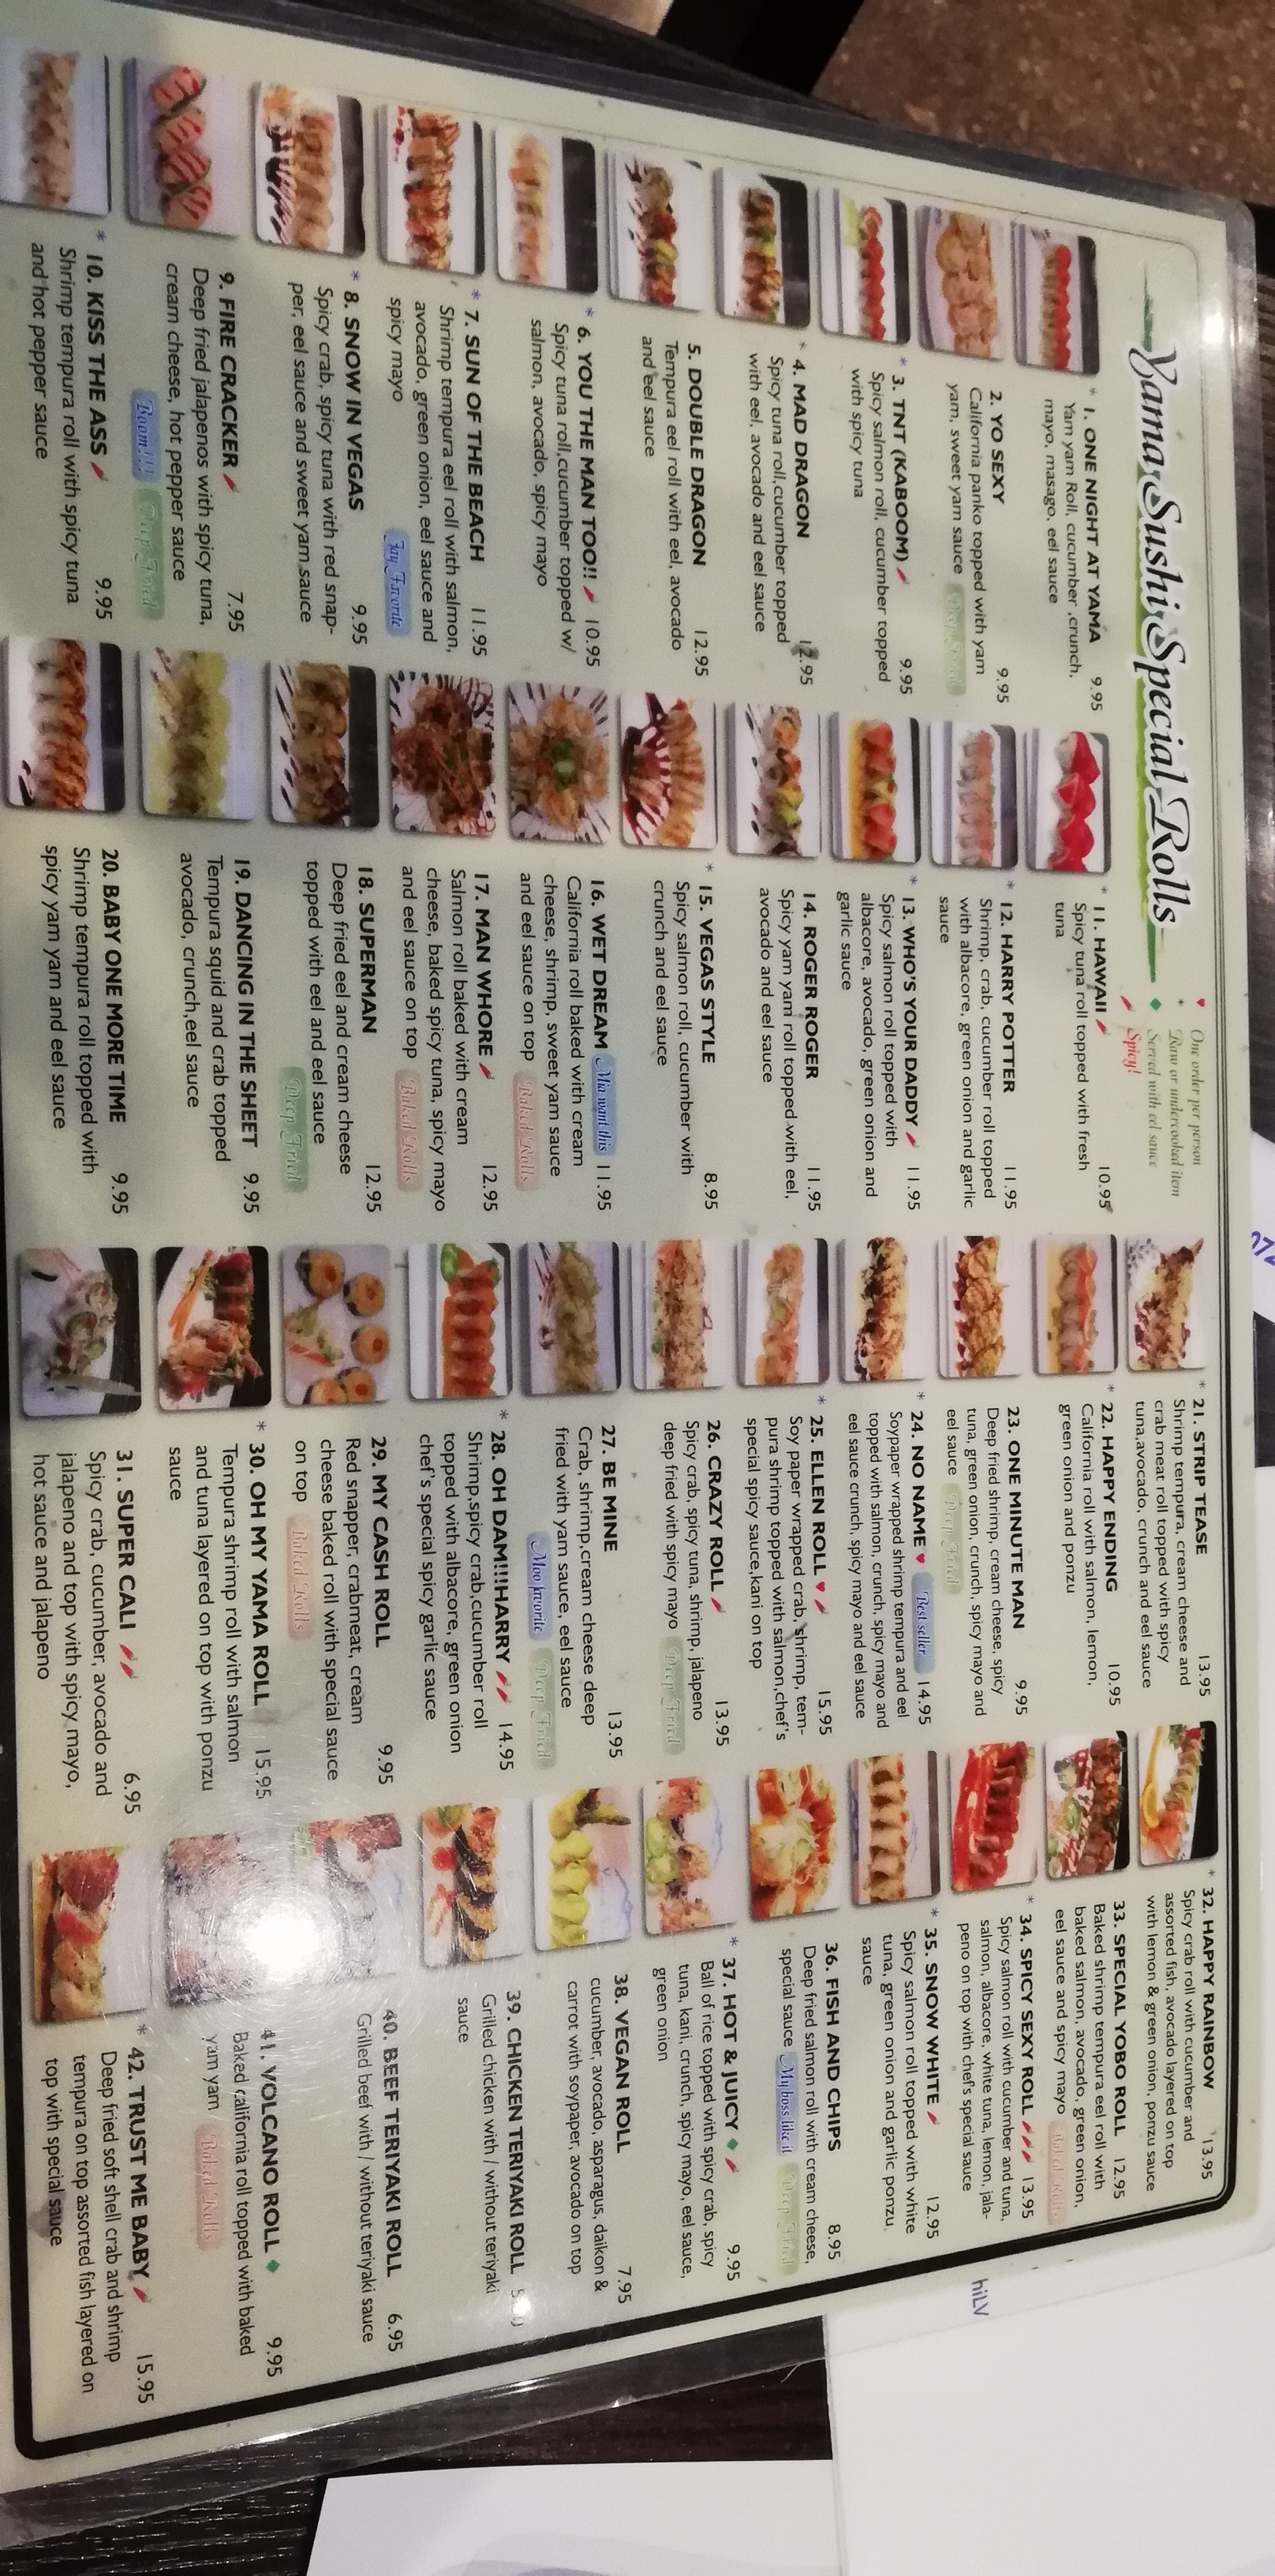 Yama Sushi Special Rolls
♥ One order per person
* Raw or undercooked item
◆ Served with eel sauce
Spicy!
* 1. ONE NIGHT AT YAMA 9.95
Yam yam Roll, cucumber ,crunch,
mayo, masago, eel sauce
2. YO SEXY 9.95
California panko topped with yam
yam, sweet yam sauce Deep Fried
* 3. TNT (KABOOM) 9.95
Spicy salmon roll, cucumber topped
with spicy tuna
* 4. MAD DRAGON 12.95
Spicy tuna roll,cucumber topped
with eel, avocado and eel sauce
5. DOUBLE DRAGON 12.95
Tempura eel roll with eel, avocado
and eel sauce
* 6. YOU THE MAN TOO!! 10.95
Spicy tuna roll,cucumber topped w/
salmon, avocado, spicy mayo
* 7. SUN OF THE BEACH 11.95
Shrimp tempura eel roll with salmon,
avocado, green onion, eel sauce and
spicy mayo Jay Favorite
* 8. SNOW IN VEGAS 9.95
Spicy crab, spicy tuna with red snap-
per, eel sauce and sweet yam sauce
9. FIRE CRACKER 7.95
Deep fried jalapenos with spicy tuna,
cream cheese, hot pepper sauce
Boom!!! Deep Fried
* 10. KISS THE ASS 9.95
Shrimp tempura roll with spicy tuna
and hot pepper sauce
* 11. HAWAII 10.95
Spicy tuna roll topped with fresh
tuna
* 12. HARRY POTTER 11.95
Shrimp, crab, cucumber roll topped
with albacore, green onion and garlic
sauce
* 13. WHO'S YOUR DADDY 11.95
Spicy salmon roll topped with
albacore, avocado, green onion and
garlic sauce
14. ROGER ROGER 11.95
Spicy yam yam roll topped with eel,
avocado and eel sauce
* 15. VEGAS STYLE 8.95
Spicy salmon roll, cucumber with
crunch and eel sauce
16. WET DREAM Mia want this 11.95
California roll baked with cream
cheese, shrimp, sweet yam sauce
and eel sauce on top Baked Rolls
17. MAN WHORE 12.95
Salmon roll baked with cream
cheese, baked spicy tuna, spicy mayo
and eel sauce on top Baked Rolls
18. SUPERMAN 12.95
Deep fried eel and cream cheese
topped with eel and eel sauce
Deep Fried
19. DANCING IN THE SHEET 9.95
Tempura squid and crab topped
avocado, crunch,eel sauce
20. BABY ONE MORE TIME 9.95
Shrimp tempura roll topped with
spicy yam yam and eel sauce
* 21. STRIP TEASE 13.95
Shrimp tempura, cream cheese and
crab meat roll topped with spicy
tuna,avocado, crunch and eel sauce
* 22. HAPPY ENDING 10.95
California roll with salmon, lemon,
green onion and ponzu
23. ONE MINUTE MAN 9.95
Deep fried shrimp, cream cheese, spicy
tuna, green onion, crunch, spicy mayo and
eel sauce Deep Fried
* 24. NO NAME ♥ Best seller 14.95
Soypaper wrapped shrimp tempura and eel
topped with salmon, crunch, spicy mayo and
eel sauce crunch, spicy mayo and eel sauce
* 25. ELLEN ROLL ♥ 15.95
Soy paper wrapped crab, shrimp, tem-
pura shrimp topped with salmon,chef's
special spicy sauce,kani on top
26. CRAZY ROLL 13.95
Spicy crab, spicy tuna, shrimp, jalapeno
deep fried with spicy mayo Deep Fried
27. BE MINE 13.95
Crab, shrimp,cream cheese deep
fried with yam sauce, eel sauce
Moo favorite Deep Fried
* 28. OH DAM!!!HARRY 14.95
Shrimp,spicy crab,cucumber roll
topped with albacore, green onion
chef's special spicy garlic sauce
29. MY CASH ROLL 9.95
Red snapper, crabmeat, cream
cheese baked roll with special sauce
on top Baked Rolls
* 30. OH MY YAMA ROLL 15.95
Tempura shrimp roll with salmon
and tuna layered on top with ponzu
sauce
31. SUPER CALI 6.95
Spicy crab, cucumber, avocado and
jalapeno and top with spicy mayo,
hot sauce and jalapeno
* 32. HAPPY RAINBOW 13.95
Spicy crab roll with cucumber and
assorted fish, avocado layered on top
with lemon & green onion, ponzu sauce
33. SPECIAL YOBO ROLL 12.95
Baked shrimp tempura eel roll with
baked salmon, avocado, green onion,
eel sauce and spicy mayo Baked Rolls
* 34. SPICY SEXY ROLL 13.95
Spicy salmon roll with cucumber and tuna,
salmon, albacore, white tuna, lemon, jala-
peno on top with chef's special sauce
* 35. SNOW WHITE 12.95
Spicy salmon roll topped with white
tuna, green onion and garlic ponzu
sauce
36. FISH AND CHIPS 8.95
Deep fried salmon roll with cream cheese,
special sauce My boss like it Deep Fried
* 37. HOT & JUICY ◆ 9.95
Ball of rice topped with spicy crab, spicy
tuna, kani, crunch, spicy mayo, eel sauce,
green onion
38. VEGAN ROLL 7.95
cucumber, avocado, asparagus, daikon &
carrot with soypaper, avocado on top
39. CHICKEN TERIYAKI ROLL
Grilled chicken with / without teriyaki
sauce
40. BEEF TERIYAKI ROLL 6.95
Grilled beef with / without teriyaki sauce
41. VOLCANO ROLL ◆ 9.95
Baked california roll topped with baked
yam yam Baked Rolls
* 42. TRUST ME BABY 15.95
Deep fried soft shell crab and shrimp
tempura on top assorted fish layered on
top with special sauce
hiLV